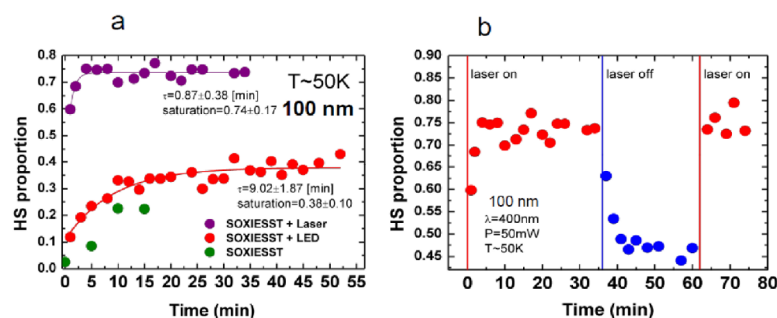 a
HS proportion
0.8
0.7
0.6
0.5
0.4
0.3
0.2
0.1
0.0
T~50K
τ=0.87±0.38 [min]
saturation=0.74±0.17
100 nm
τ=9.02±1.87 [min]
saturation=0.38±0.10
SOXIESST + Laser
SOXIESST + LED
SOXIESST
0 5 10 15 20 25 30 35 40 45 50 55
Time (min)
b
HS proportion
0.90
0.85
0.80
0.75
0.70
0.65
0.60
0.55
0.50
0.45
laser on
laser off
laser on
100 nm
λ=400nm
P=50mW
T~50K
0 10 20 30 40 50 60 70 80
Time (min)